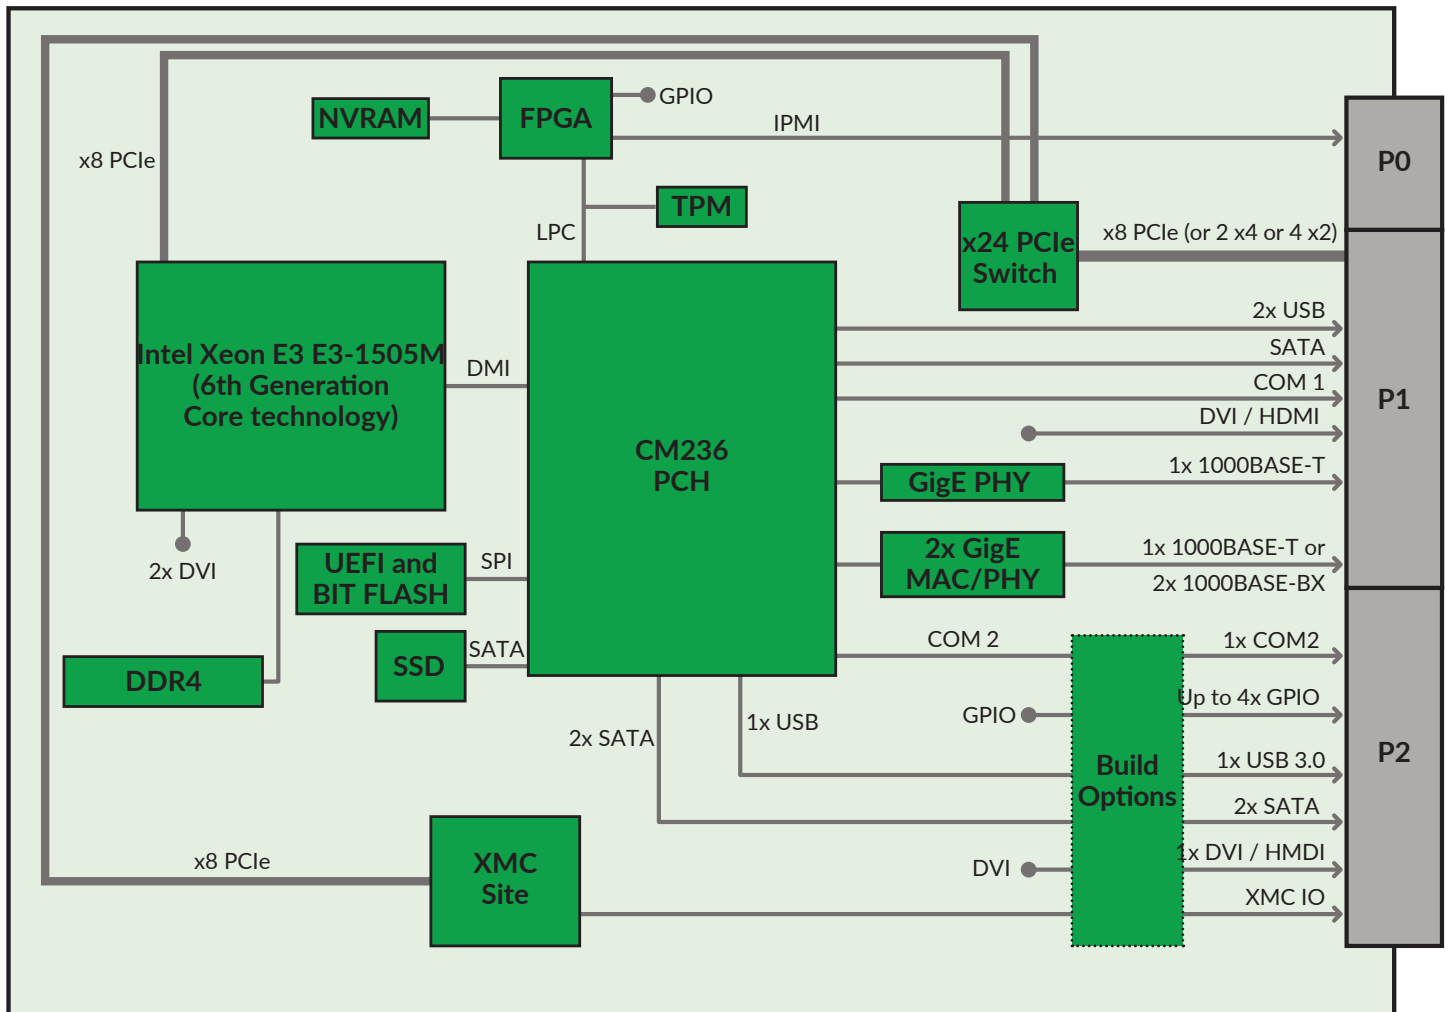 GPIO
NVRAM
FPGA
IPMI
P0
x8 PCIe
TPM
LPC
x24 PCIe
Switch
x8 PCIe (or 2 x4 or 4 x2)
2x USB
SATA
COM 1
DVI / HDMI
1x 1000BASE-T
P1
Intel Xeon E3 E3-1505M
(6th Generation
Core technology)
DMI
CM236
PCH
GigE PHY
2x GigE
MAC/PHY
1x 1000BASE-T or
2x 1000BASE-BX
2x DVI
UEFI and
BIT FLASH
SPI
SSD
SATA
DDR4
COM 2
1x COM2
GPIO
Up to 4x GPIO
2x SATA
1x USB
Build
Options
1x USB 3.0
2x SATA
P2
DVI
1x DVI / HMDI
XMC IO
x8 PCIe
XMC
Site